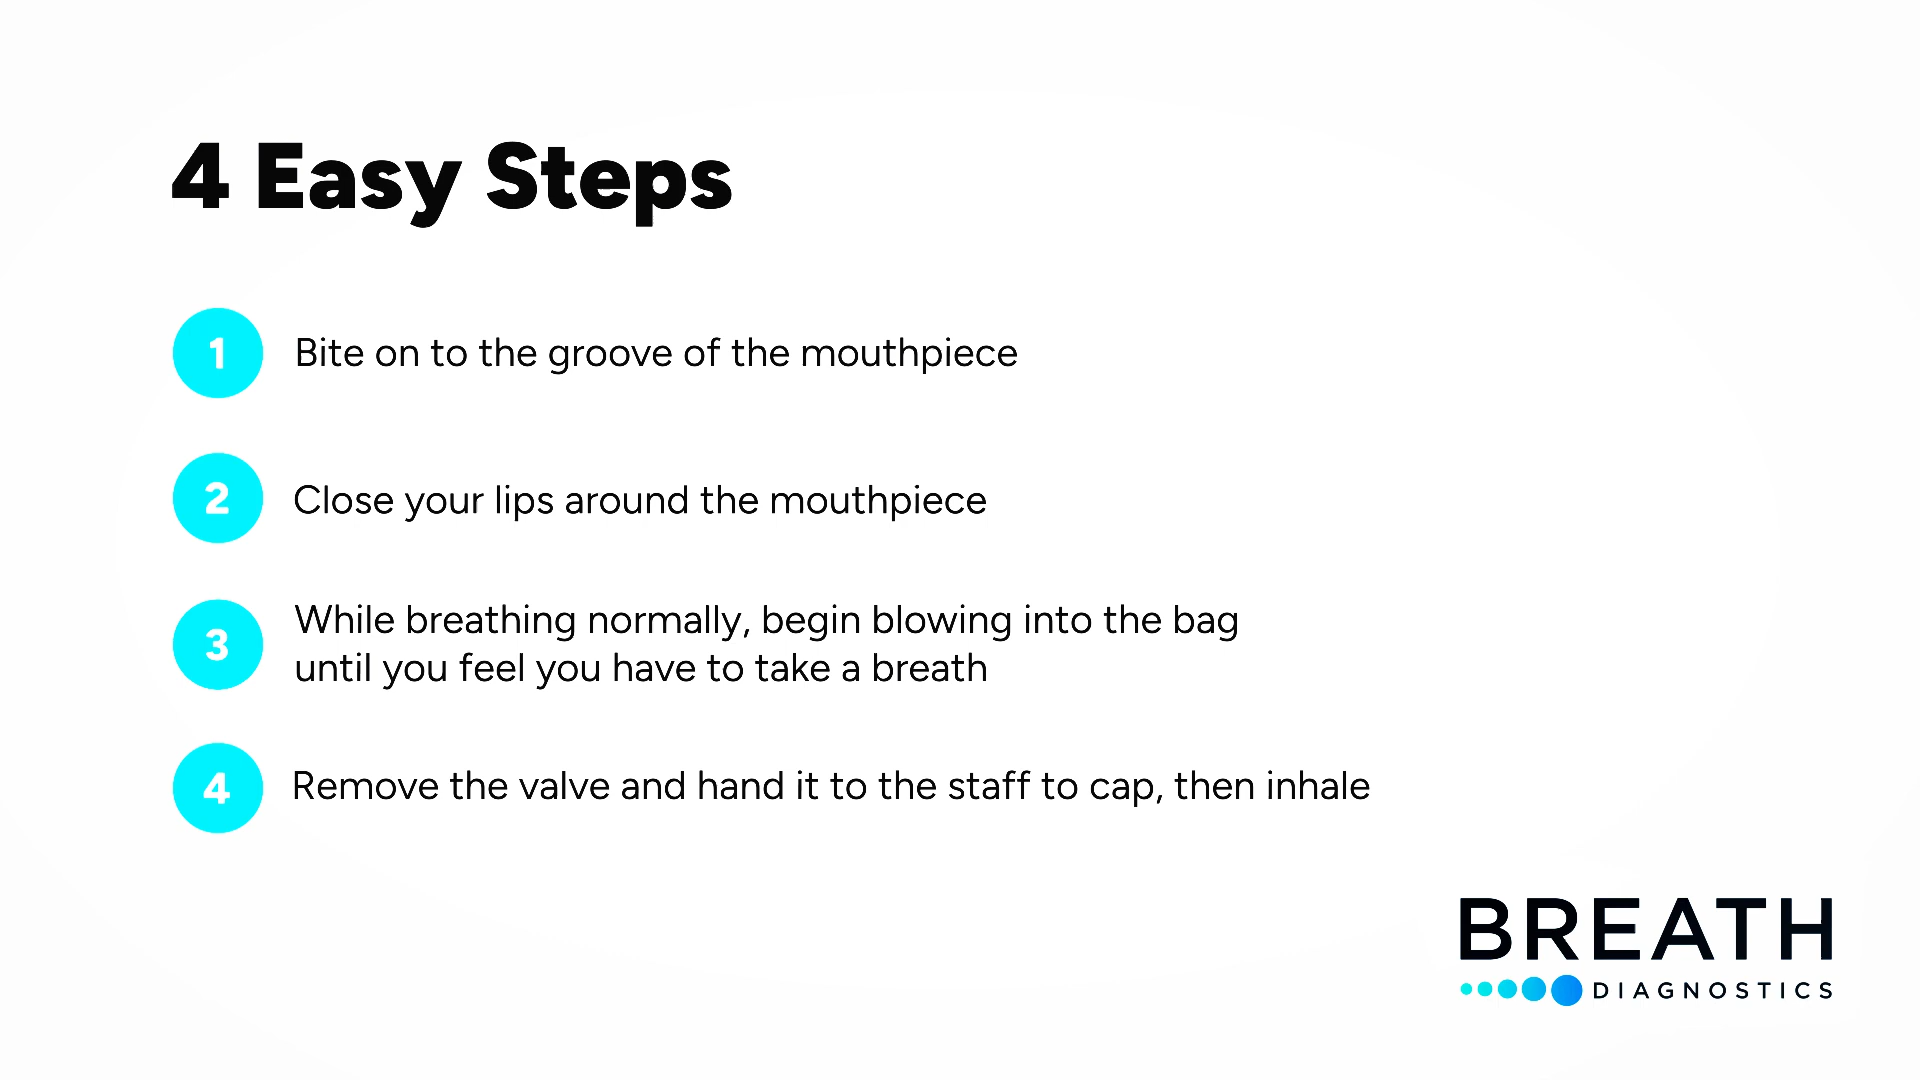 4 Easy Steps
1 Bite on to the groove of the mouthpiece
2 Close your lips around the mouthpiece
3 While breathing normally, begin blowing into the bag
until you feel you have to take a breath
4 Remove the valve and hand it to the staff to cap, then inhale
BREATH
DIAGNOSTICS